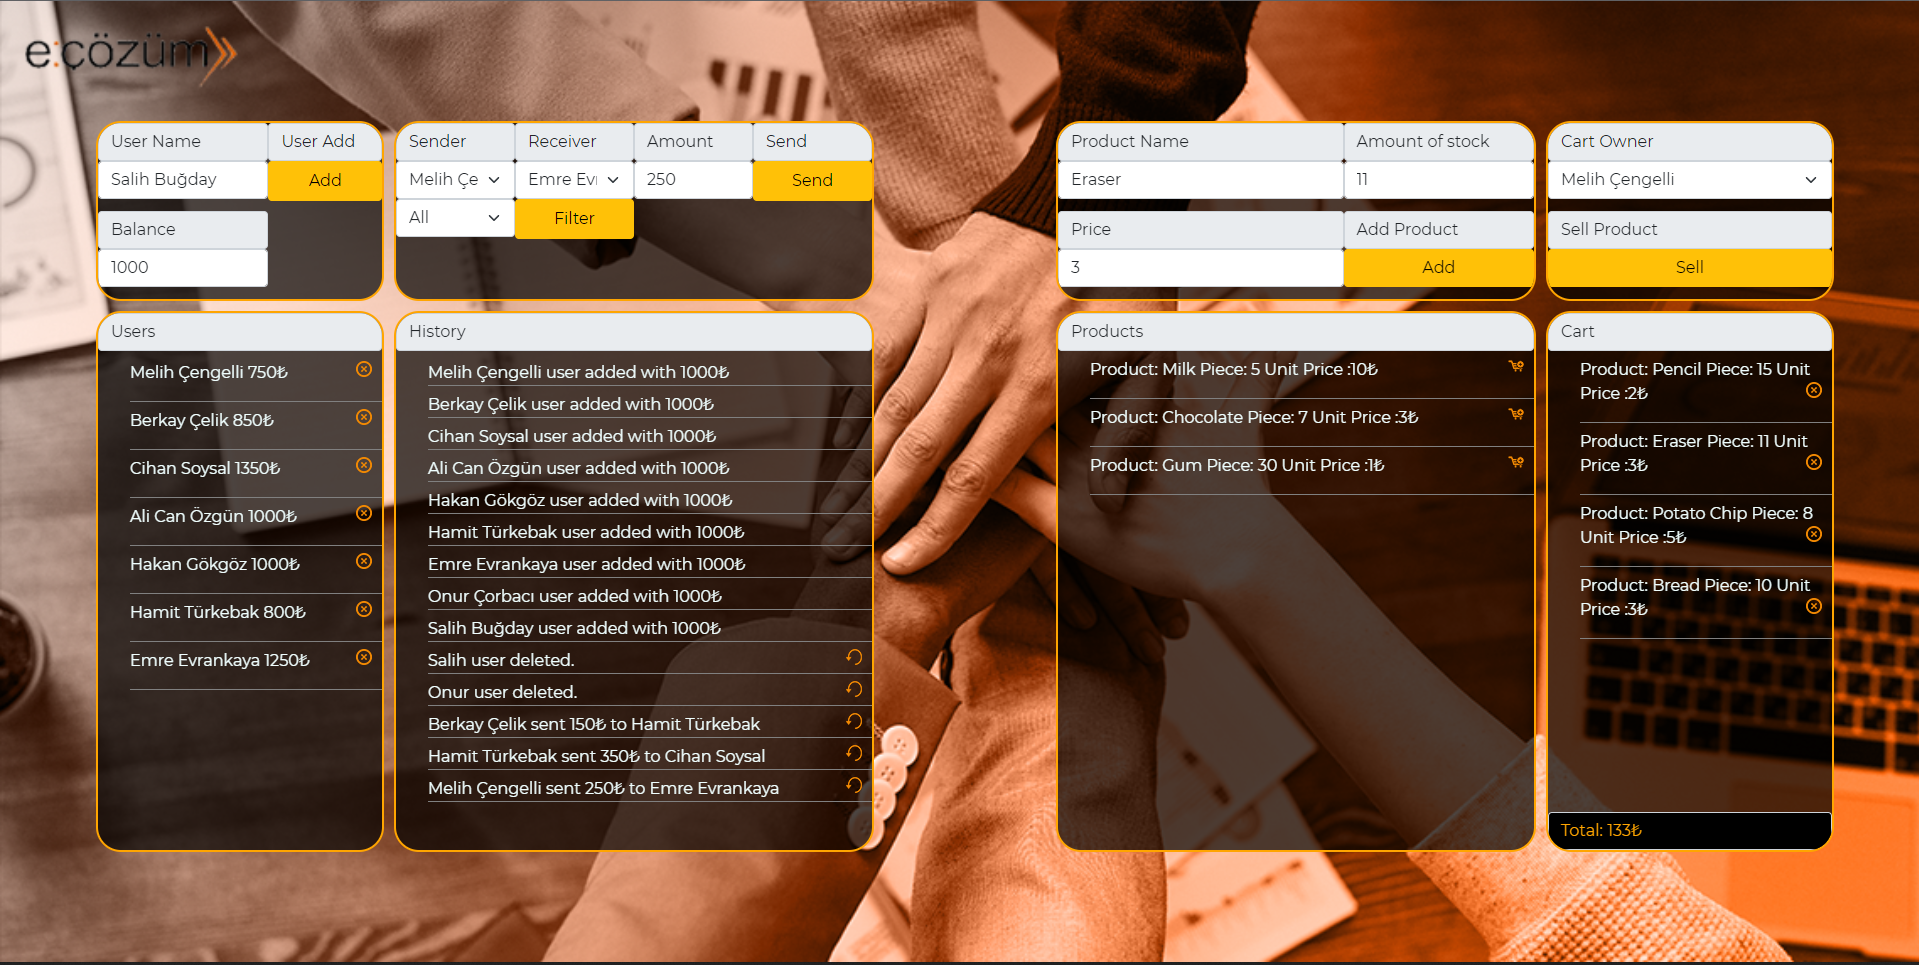 e:çözüm
User Name
User Add
Salih Buğday
Add
Balance
1000
Sender
Receiver
Amount
Send
Melih Çe
Emre Evr
250
Send
All
Filter
Product Name
Amount of stock
Eraser
11
Price
Add Product
3
Add
Cart Owner
Melih Çengelli
Sell Product
Sell
Users
Melih Çengelli 750₺
Berkay Çelik 850₺
Cihan Soysal 1350₺
Ali Can Özgün 1000₺
Hakan Gökgöz 1000₺
Hamit Türkebak 800₺
Emre Evrankaya 1250₺
History
Melih Çengelli user added with 1000₺
Berkay Çelik user added with 1000₺
Cihan Soysal user added with 1000₺
Ali Can Özgün user added with 1000₺
Hakan Gökgöz user added with 1000₺
Hamit Türkebak user added with 1000₺
Emre Evrankaya user added with 1000₺
Onur Çorbacı user added with 1000₺
Salih Buğday user added with 1000₺
Salih user deleted.
Onur user deleted.
Berkay Çelik sent 150₺ to Hamit Türkebak
Hamit Türkebak sent 350₺ to Cihan Soysal
Melih Çengelli sent 250₺ to Emre Evrankaya
Products
Product: Milk Piece: 5 Unit Price :10₺
Product: Chocolate Piece: 7 Unit Price :3₺
Product: Gum Piece: 30 Unit Price :1₺
Cart
Product: Pencil Piece: 15 Unit
Price :2₺
Product: Eraser Piece: 11 Unit
Price :3₺
Product: Potato Chip Piece: 8
Unit Price :5₺
Product: Bread Piece: 10 Unit
Price :3₺
Total: 133₺